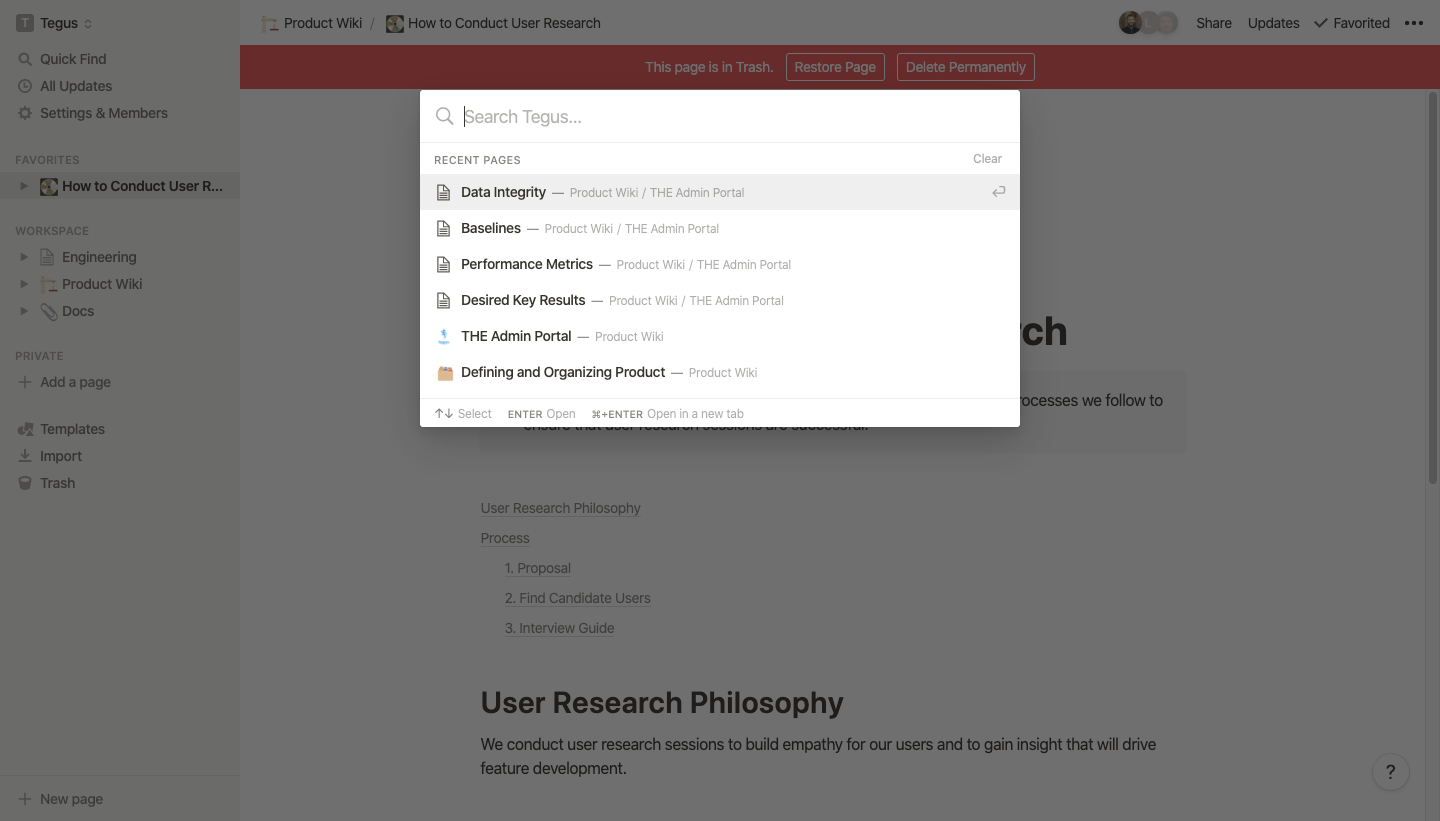 T Tegus
Quick Find
All Updates
Settings & Members
FAVORITES
How to Conduct User R...
WORKSPACE
Engineering
Product Wiki
Docs
PRIVATE
Add a page
Templates
Import
Trash
New page
Product Wiki / How to Conduct User Research
Share Updates Favorited
This page is in Trash. Restore Page Delete Permanently
Search Tegus...
RECENT PAGES Clear
Data Integrity — Product Wiki / THE Admin Portal
Baselines — Product Wiki / THE Admin Portal
Performance Metrics — Product Wiki / THE Admin Portal
Desired Key Results — Product Wiki / THE Admin Portal
THE Admin Portal — Product Wiki
Defining and Organizing Product — Product Wiki
↑↓ Select ENTER Open ⌘+ENTER Open in a new tab
rch
ocesses we follow to
ensure that user research sessions are successful.
User Research Philosophy
Process
1. Proposal
2. Find Candidate Users
3. Interview Guide
User Research Philosophy
We conduct user research sessions to build empathy for our users and to gain insight that will drive
feature development.
?